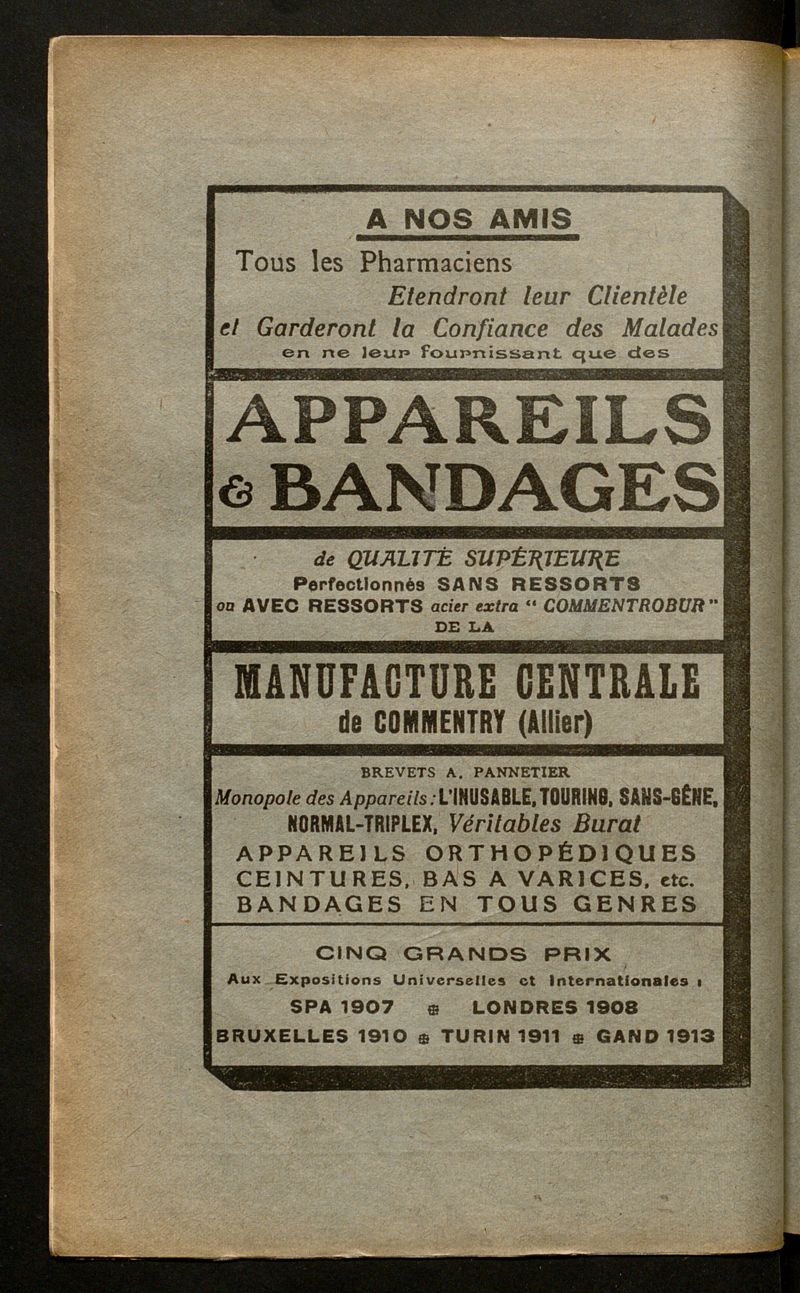 A NOS AMIS
Tous les Pharmaciens
Etendront leur Clientèle
et Garderont la Confiance des Malades
en ne leur fournissant que des
APPAREILS
& BANDAGES
de QUALITÉ SUPÉRIEURE
Perfectionnés SANS RESSORTS
ou AVEC RESSORTS acier extra “ COMMENTROBUR ”
DE LA
MANUFACTURE CENTRALE
de COMMENTRY (Allier)
BREVETS A. PANNETIER
Monopole des Appareils : L'INUSABLE, TOURING, SANS-GÊNE,
NORMAL-TRIPLEX, Véritables Burat
APPAREILS ORTHOPÉDIQUES
CEINTURES, BAS A VARICES, etc.
BANDAGES EN TOUS GENRES
CINQ GRANDS PRIX
Aux Expositions Universelles et Internationales :
SPA 1907 LONDRES 1908
BRUXELLES 1910 TURIN 1911 GAND 1913